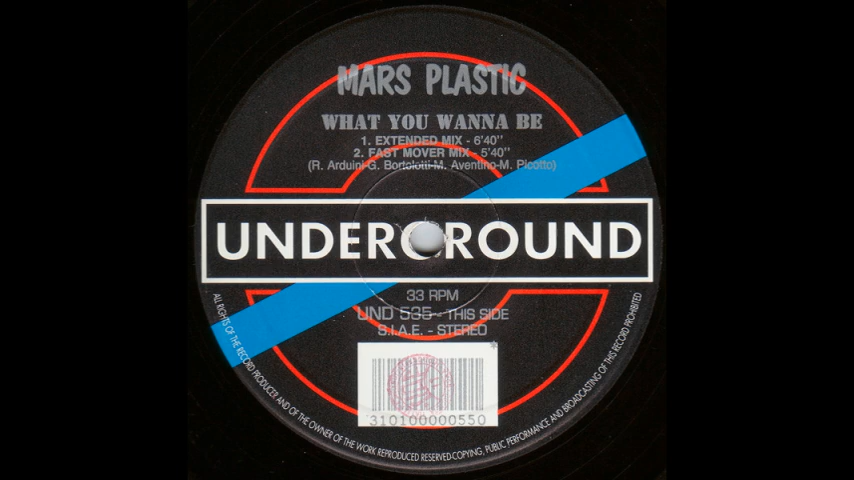 MARS PLASTIC
WHAT YOU WANNA BE
1. EXTENDED MIX - 6'40"
2. FAST MOVER MIX - 5'40"
(R. Arduini-G. Bortolotti-M. Aventino-M. Picotto)
UNDERGROUND
33 RPM
UND 535 - THIS SIDE
S.I.A.E. - STEREO
*
310100000550
ALL RIGHTS OF THE RECORD PRODUCER AND OF THE OWNER OF THE WORK REPRODUCED RESERVED-COPYING, PUBLIC PERFORMANCE AND BROADCASTING OF THIS RECORD PROHIBITED